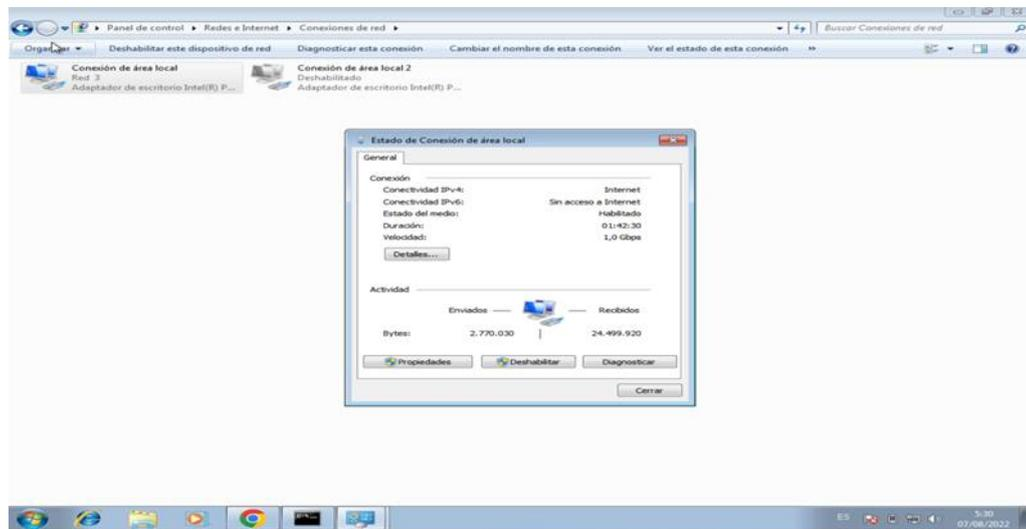 Panel de control ▸ Redes e Internet ▸ Conexiones de red ▸
Buscar Conexiones de red
Organizar
Deshabilitar este dispositivo de red
Diagnosticar esta conexión
Cambiar el nombre de esta conexión
Ver el estado de esta conexión
»
Conexión de área local
Red 3
Adaptador de escritorio Intel(R) P...
Conexión de área local 2
Deshabilitado
Adaptador de escritorio Intel(R) P...
Estado de Conexión de área local
General
Conexión
Conectividad IPv4: Internet
Conectividad IPv6: Sin acceso a Internet
Estado del medio: Habilitado
Duración: 01:42:30
Velocidad: 1,0 Gbps
Detalles...
Actividad
Enviados — — Recibidos
Bytes: 2.770.030 | 24.499.920
Propiedades
Deshabilitar
Diagnosticar
Cerrar
ES
5:30
07/08/2022